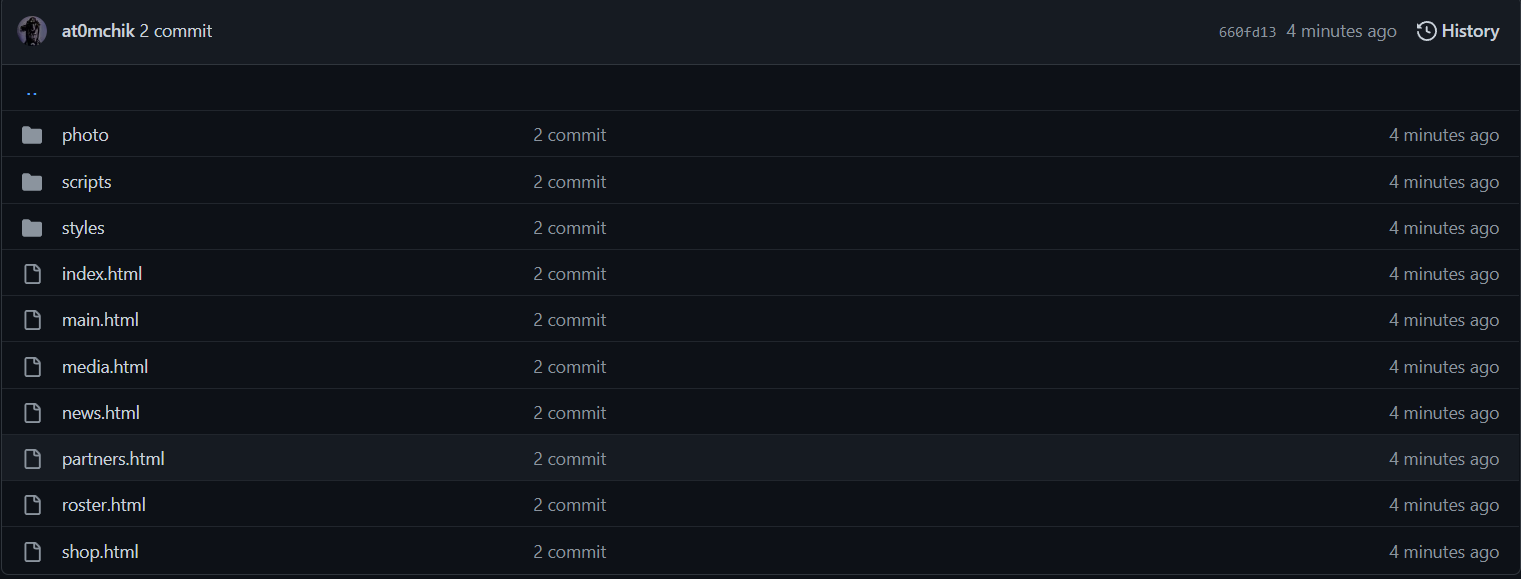 at0mchik 2 commit 660fd13 4 minutes ago History
..
photo 2 commit 4 minutes ago
scripts 2 commit 4 minutes ago
styles 2 commit 4 minutes ago
index.html 2 commit 4 minutes ago
main.html 2 commit 4 minutes ago
media.html 2 commit 4 minutes ago
news.html 2 commit 4 minutes ago
partners.html 2 commit 4 minutes ago
roster.html 2 commit 4 minutes ago
shop.html 2 commit 4 minutes ago